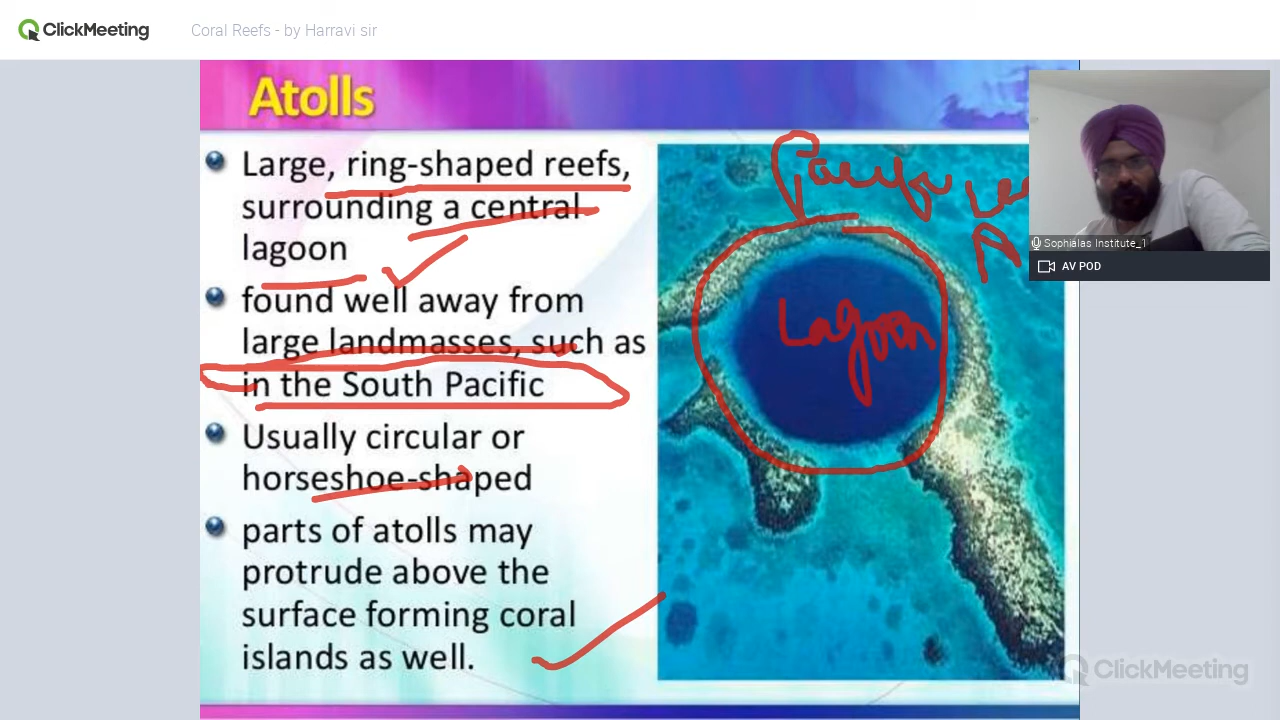 ClickMeeting
Coral Reefs - by Harravi sir
Atolls
Large, ring-shaped reefs,
surrounding a central
lagoon
found well away from
large landmasses, such as
in the South Pacific
Usually circular or
horseshoe-shaped
parts of atolls may
protrude above the
surface forming coral
islands as well.
Lagoon
Sophialas Institute_1
AV POD
ClickMeeting